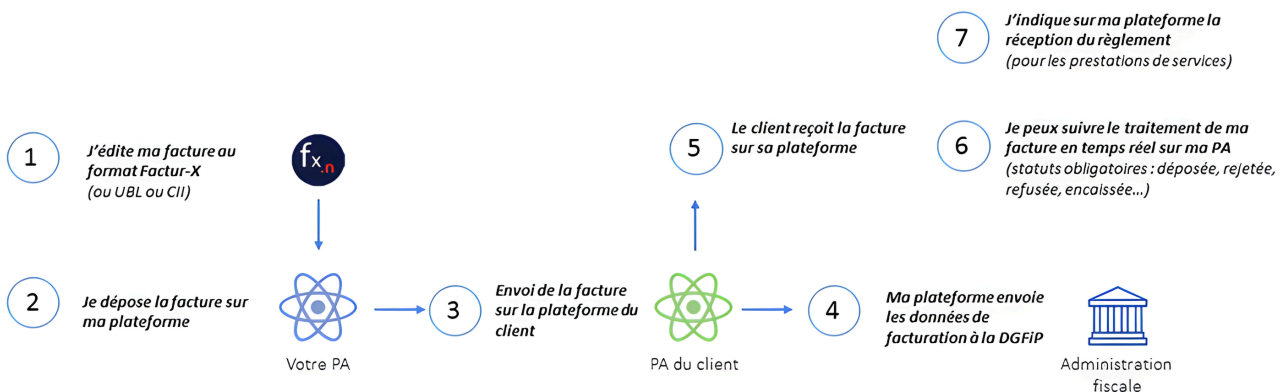 1
J'édite ma facture au
format Factur-X
(ou UBL ou CII)
fx.n
2
Je dépose la facture sur
ma plateforme
Votre PA
3
Envoi de la facture
sur la plateforme du
client
PA du client
5
Le client reçoit la facture
sur sa plateforme
4
Ma plateforme envoie
les données de
facturation à la DGFiP
Administration
fiscale
6
Je peux suivre le traitement de ma
facture en temps réel sur ma PA
(statuts obligatoires : déposée, rejetée,
refusée, encaissée...)
7
J'indique sur ma plateforme la
réception du règlement
(pour les prestations de services)